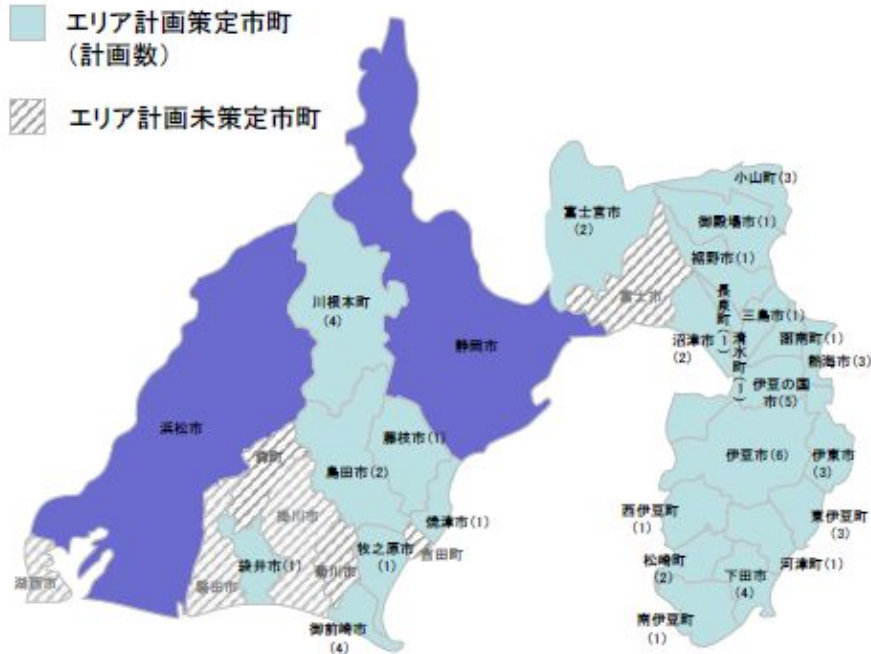 エリア計画策定市町
(計画数)
エリア計画未策定市町
小山町(3)
富士宮市
(2)
御殿場市(1)
裾野市(1)
富士市
長泉町(1)
三島市(1)
川根本町
(4)
沼津市
(2)
清水町(1)
函南町(1)
熱海市(3)
静岡市
伊豆の国
市(5)
浜松市
藤枝市(1)
伊豆市(6)
伊東市
(3)
森町
島田市(2)
掛川市
焼津市(1)
西伊豆町
(1)
東伊豆町
(3)
吉田町
牧之原市
(1)
袋井市(1)
菊川市
磐田市
湖西市
松崎町
(2)
河津町(1)
下田市
(4)
御前崎市
(4)
南伊豆町
(1)